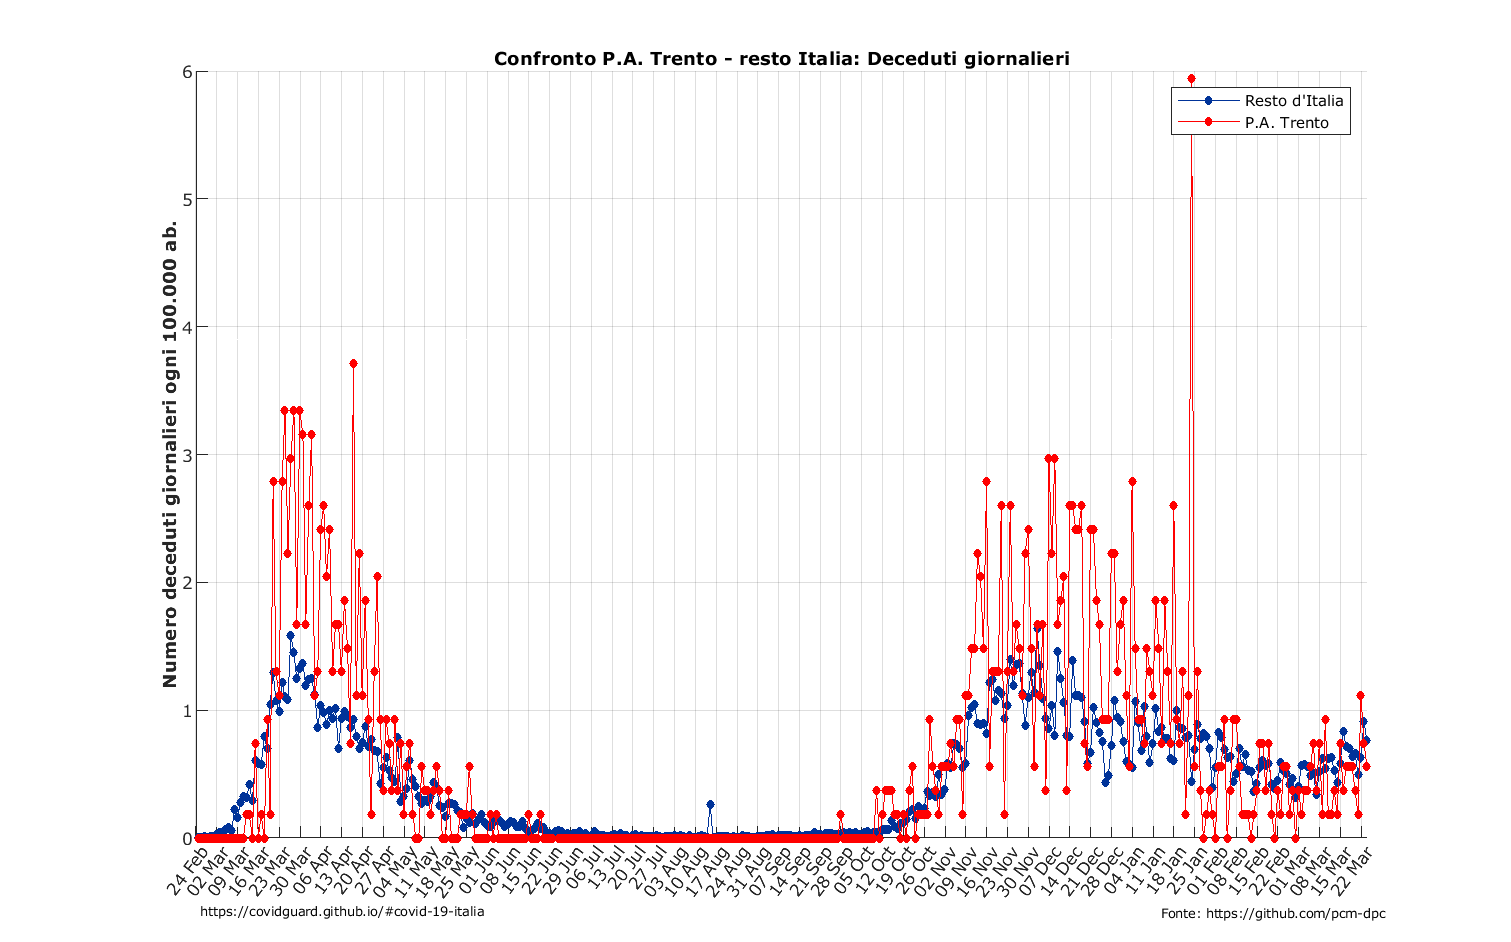 Confronto P.A. Trento - resto Italia: Deceduti giornalieri
Resto d'Italia
P.A. Trento
Numero deceduti giornalieri ogni 100.000 ab.
6
5
4
3
2
1
0
24 Feb
02 Mar
09 Mar
16 Mar
23 Mar
30 Mar
06 Apr
13 Apr
20 Apr
27 Apr
04 May
11 May
18 May
25 May
01 Jun
08 Jun
15 Jun
22 Jun
29 Jun
06 Jul
13 Jul
20 Jul
27 Jul
03 Aug
10 Aug
17 Aug
24 Aug
31 Aug
07 Sep
14 Sep
21 Sep
28 Sep
05 Oct
12 Oct
19 Oct
26 Oct
02 Nov
09 Nov
16 Nov
23 Nov
30 Nov
07 Dec
14 Dec
21 Dec
28 Dec
04 Jan
11 Jan
18 Jan
25 Jan
01 Feb
08 Feb
15 Feb
22 Feb
01 Mar
08 Mar
15 Mar
22 Mar
https://covidguard.github.io/#covid-19-italia
Fonte: https://github.com/pcm-dpc